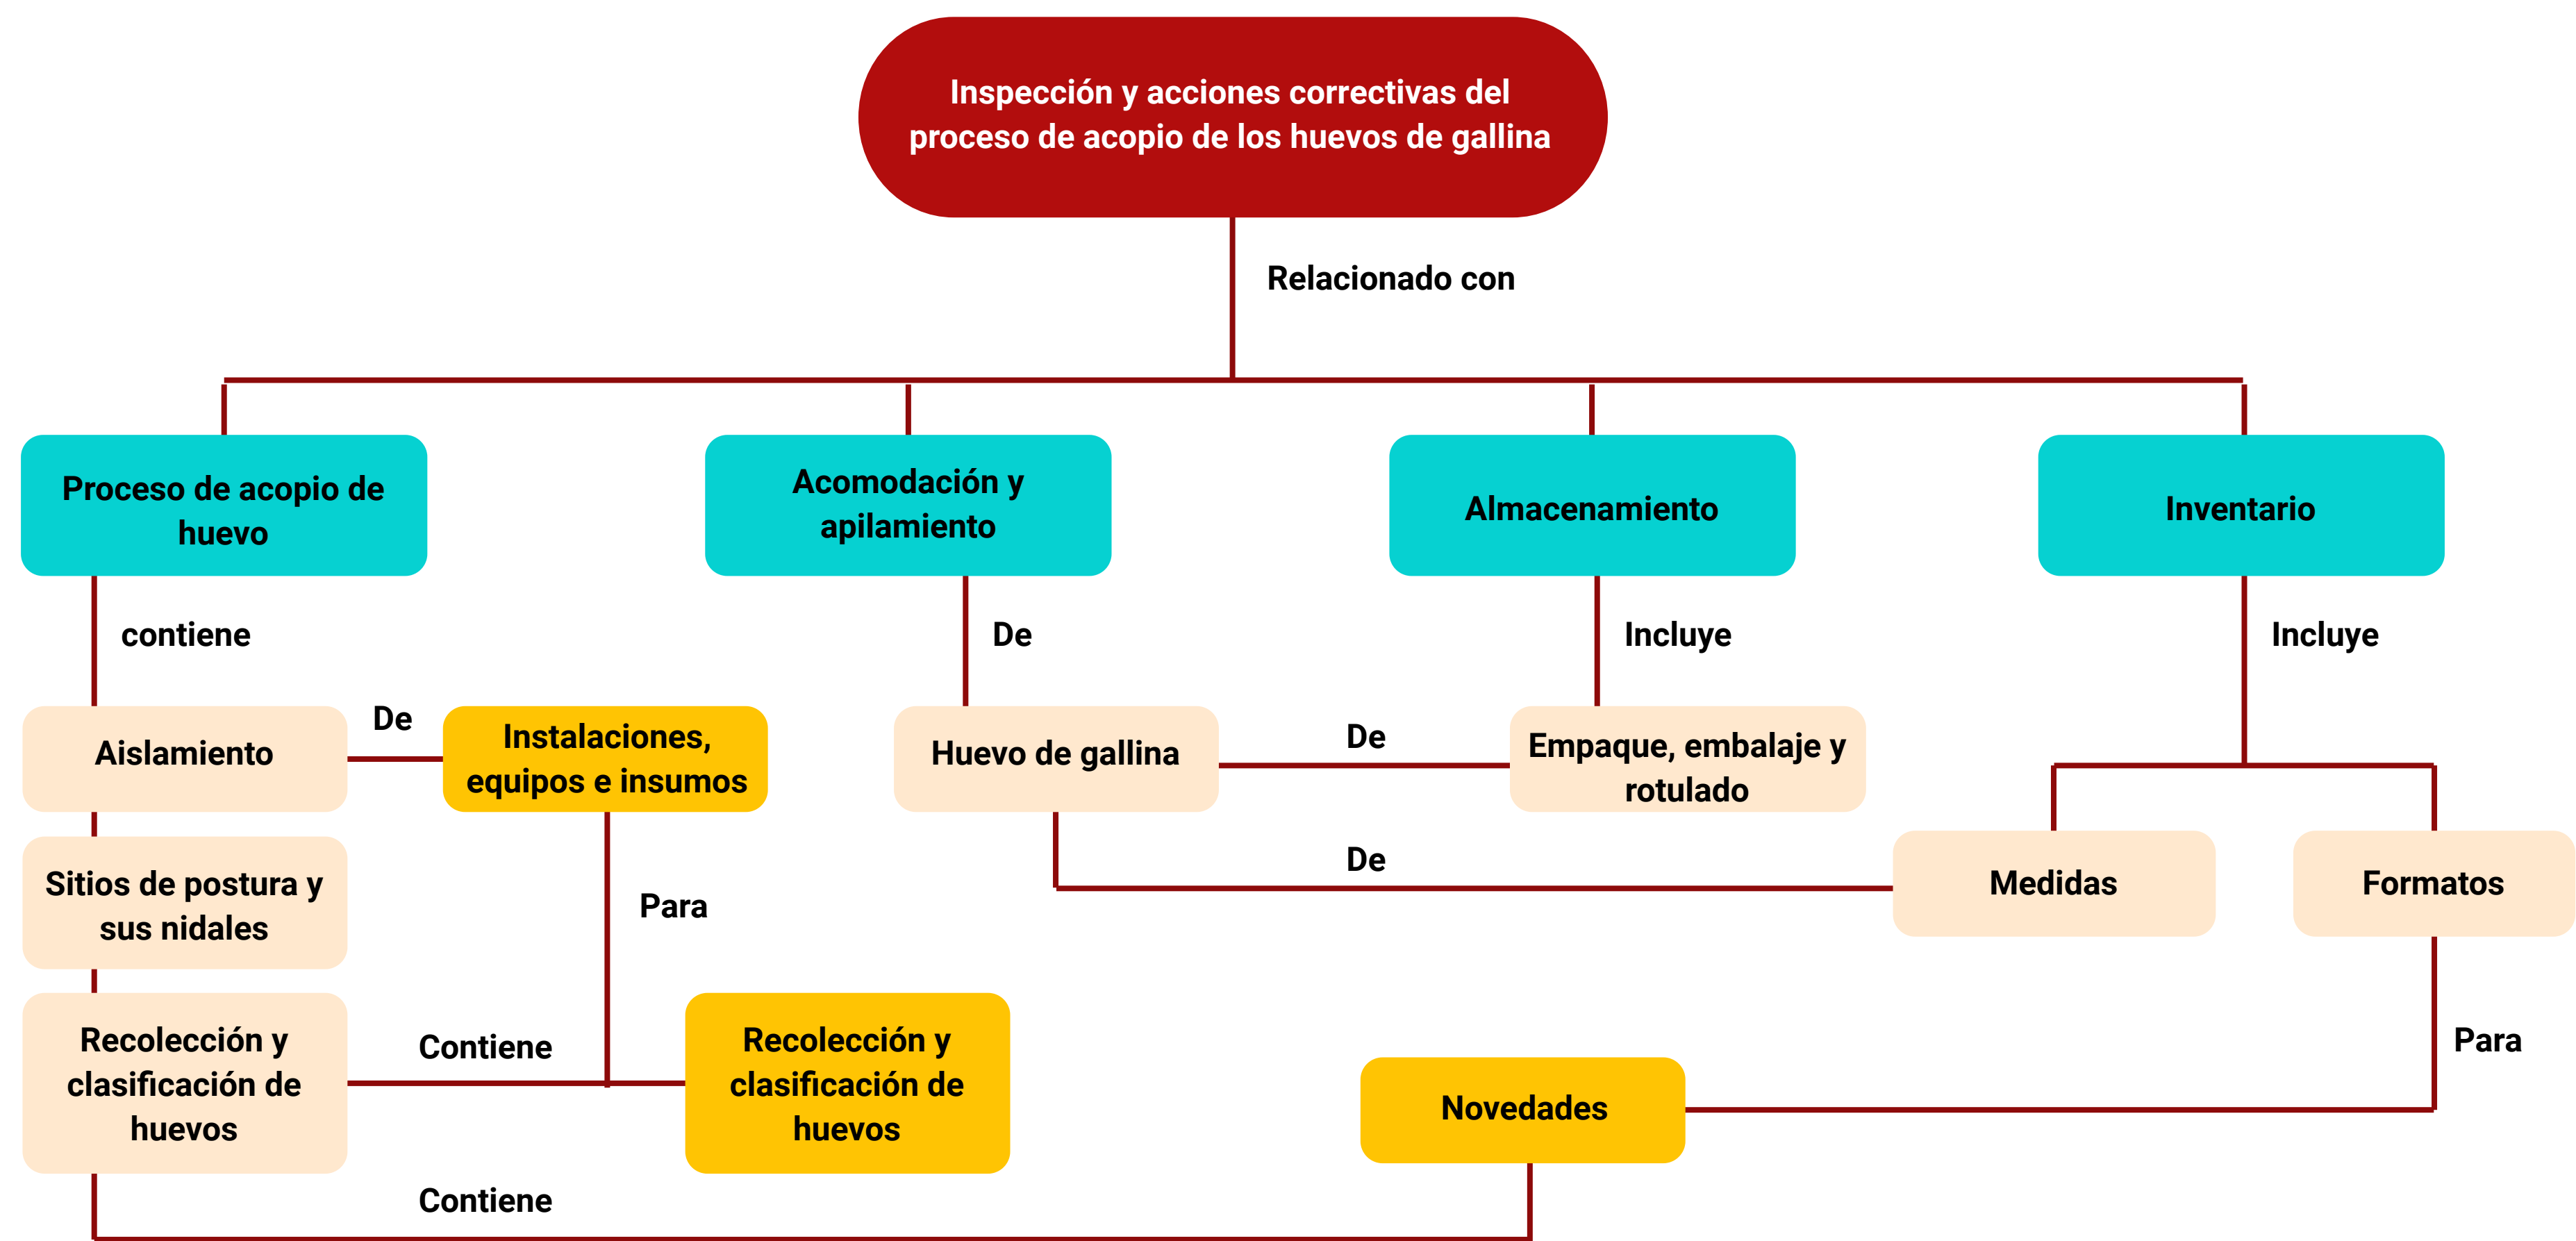 Inspección y acciones correctivas del
proceso de acopio de los huevos de gallina
Relacionado con
Proceso de acopio de
huevo
Acomodación y
apilamiento
Almacenamiento
Inventario
contiene
De
Incluye
Incluye
Aislamiento
De
Instalaciones,
equipos e insumos
Huevo de gallina
De
Empaque, embalaje y
rotulado
Sitios de postura y
sus nidales
Para
De
Medidas
Formatos
Recolección y
clasificación de
huevos
Contiene
Recolección y
clasificación de
huevos
Novedades
Para
Contiene